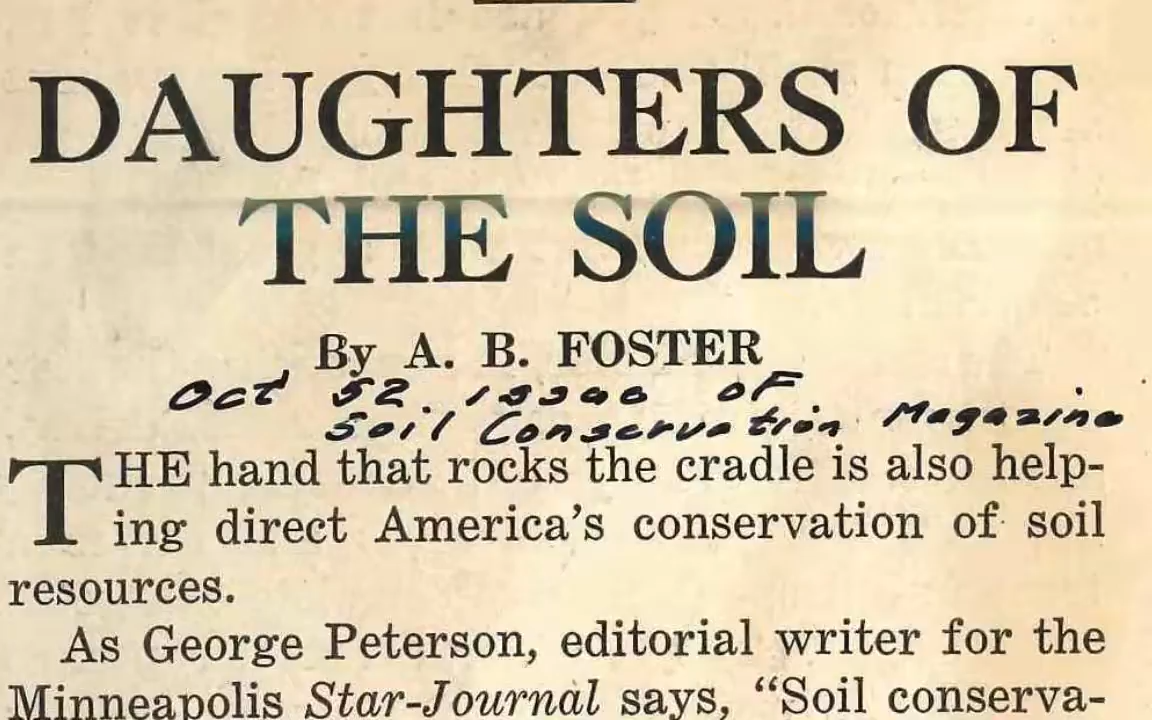 DAUGHTERS OF
THE SOIL
By A. B. FOSTER
Oct 52. issue of
Soil Conservation Magazine
THE hand that rocks the cradle is also help-
ing direct America's conservation of soil
resources.
As George Peterson, editorial writer for the
Minneapolis Star-Journal says, “Soil conserva-